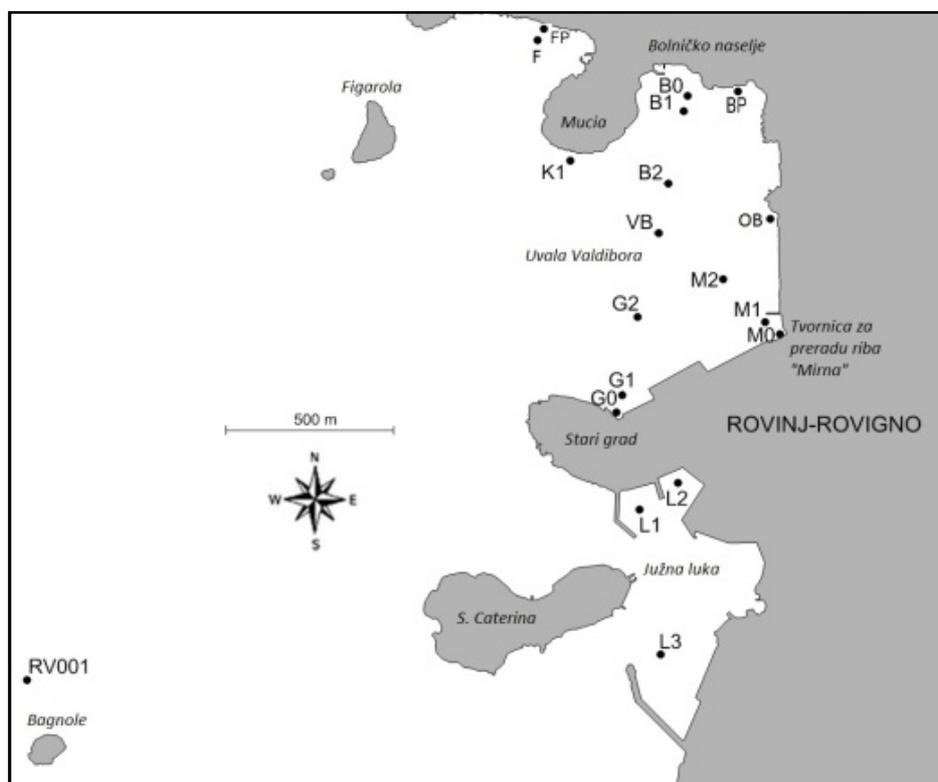 FP
F
Bolničko naselje
Figarola
B0
BP
B1
Mucia
K1
B2
OB
VB
Uvala Valdibora
M2
G2
M1
M0
Tvornica za
preradu riba
"Mirna"
G1
G0
500 m
ROVINJ-ROVIGNO
Stari grad
N
W
E
S
L2
L1
Južna luka
S. Caterina
L3
RV001
Bagnole